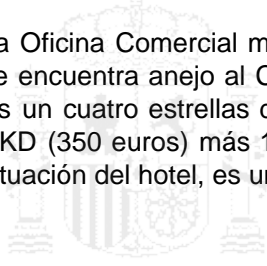 a Oficina Comercial m
e encuentra anejo al C
s un cuatro estrellas c
KD (350 euros) más 1
tuación del hotel, es un